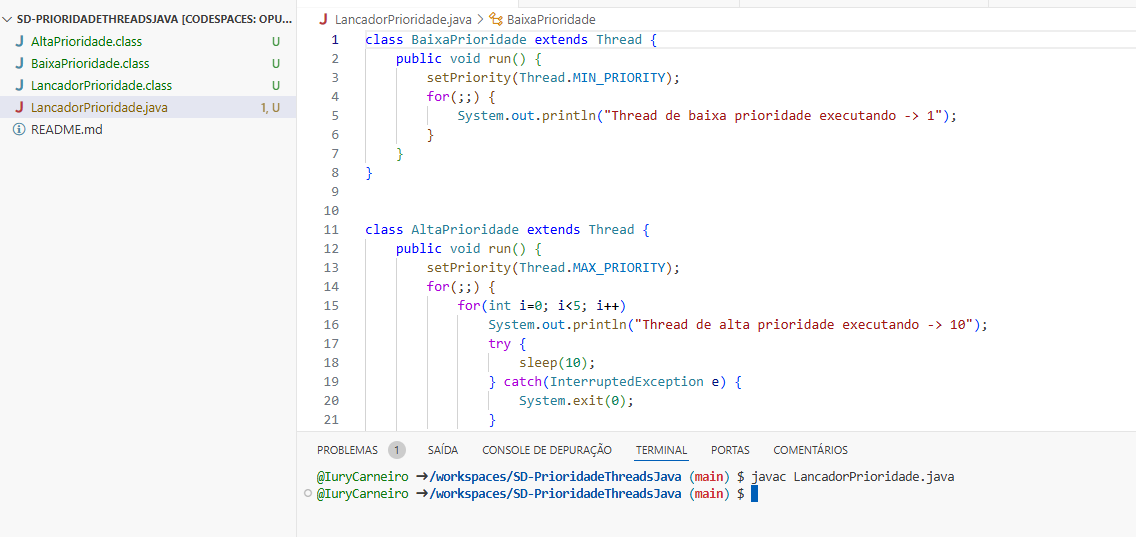 SD-PRIORIDADETHREADSJAVA [CODESPACES: OPU...
AltaPrioridade.class U
BaixaPrioridade.class U
LancadorPrioridade.class U
LancadorPrioridade.java 1, U
README.md
LancadorPrioridade.java > BaixaPrioridade
1 class BaixaPrioridade extends Thread {
2 public void run() {
3 setPriority(Thread.MIN_PRIORITY);
4 for(;;) {
5 System.out.println("Thread de baixa prioridade executando -> 1");
6 }
7 }
8 }
9
10
11 class AltaPrioridade extends Thread {
12 public void run() {
13 setPriority(Thread.MAX_PRIORITY);
14 for(;;) {
15 for(int i=0; i<5; i++)
16 System.out.println("Thread de alta prioridade executando -> 10");
17 try {
18 sleep(10);
19 } catch(InterruptedException e) {
20 System.exit(0);
21 }
PROBLEMAS 1 SAÍDA CONSOLE DE DEPURAÇÃO TERMINAL PORTAS COMENTÁRIOS
@IuryCarneiro ➜/workspaces/SD-PrioridadeThreadsJava (main) $ javac LancadorPrioridade.java
@IuryCarneiro ➜/workspaces/SD-PrioridadeThreadsJava (main) $